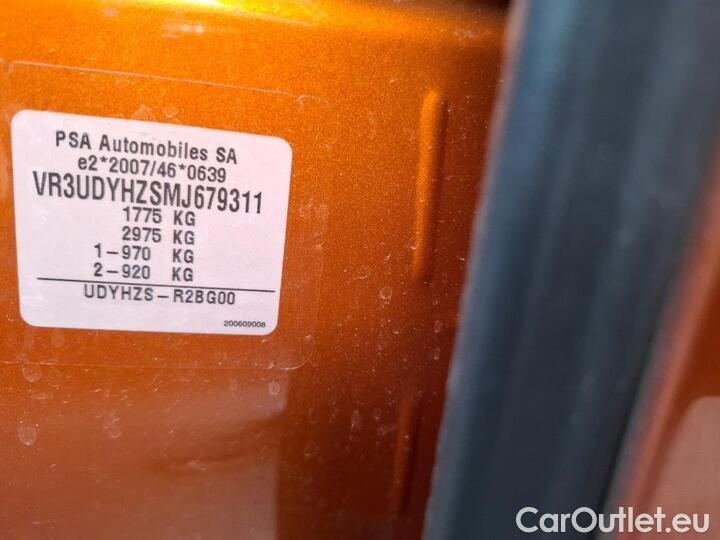 PSA Automobiles SA
e2*2007/46*0639
VR3UDYHZSMJ679311
1775 KG
2975 KG
1-970 KG
2-920 KG
UDYHZS-R2BG00
200609008
CarOutlet.eu